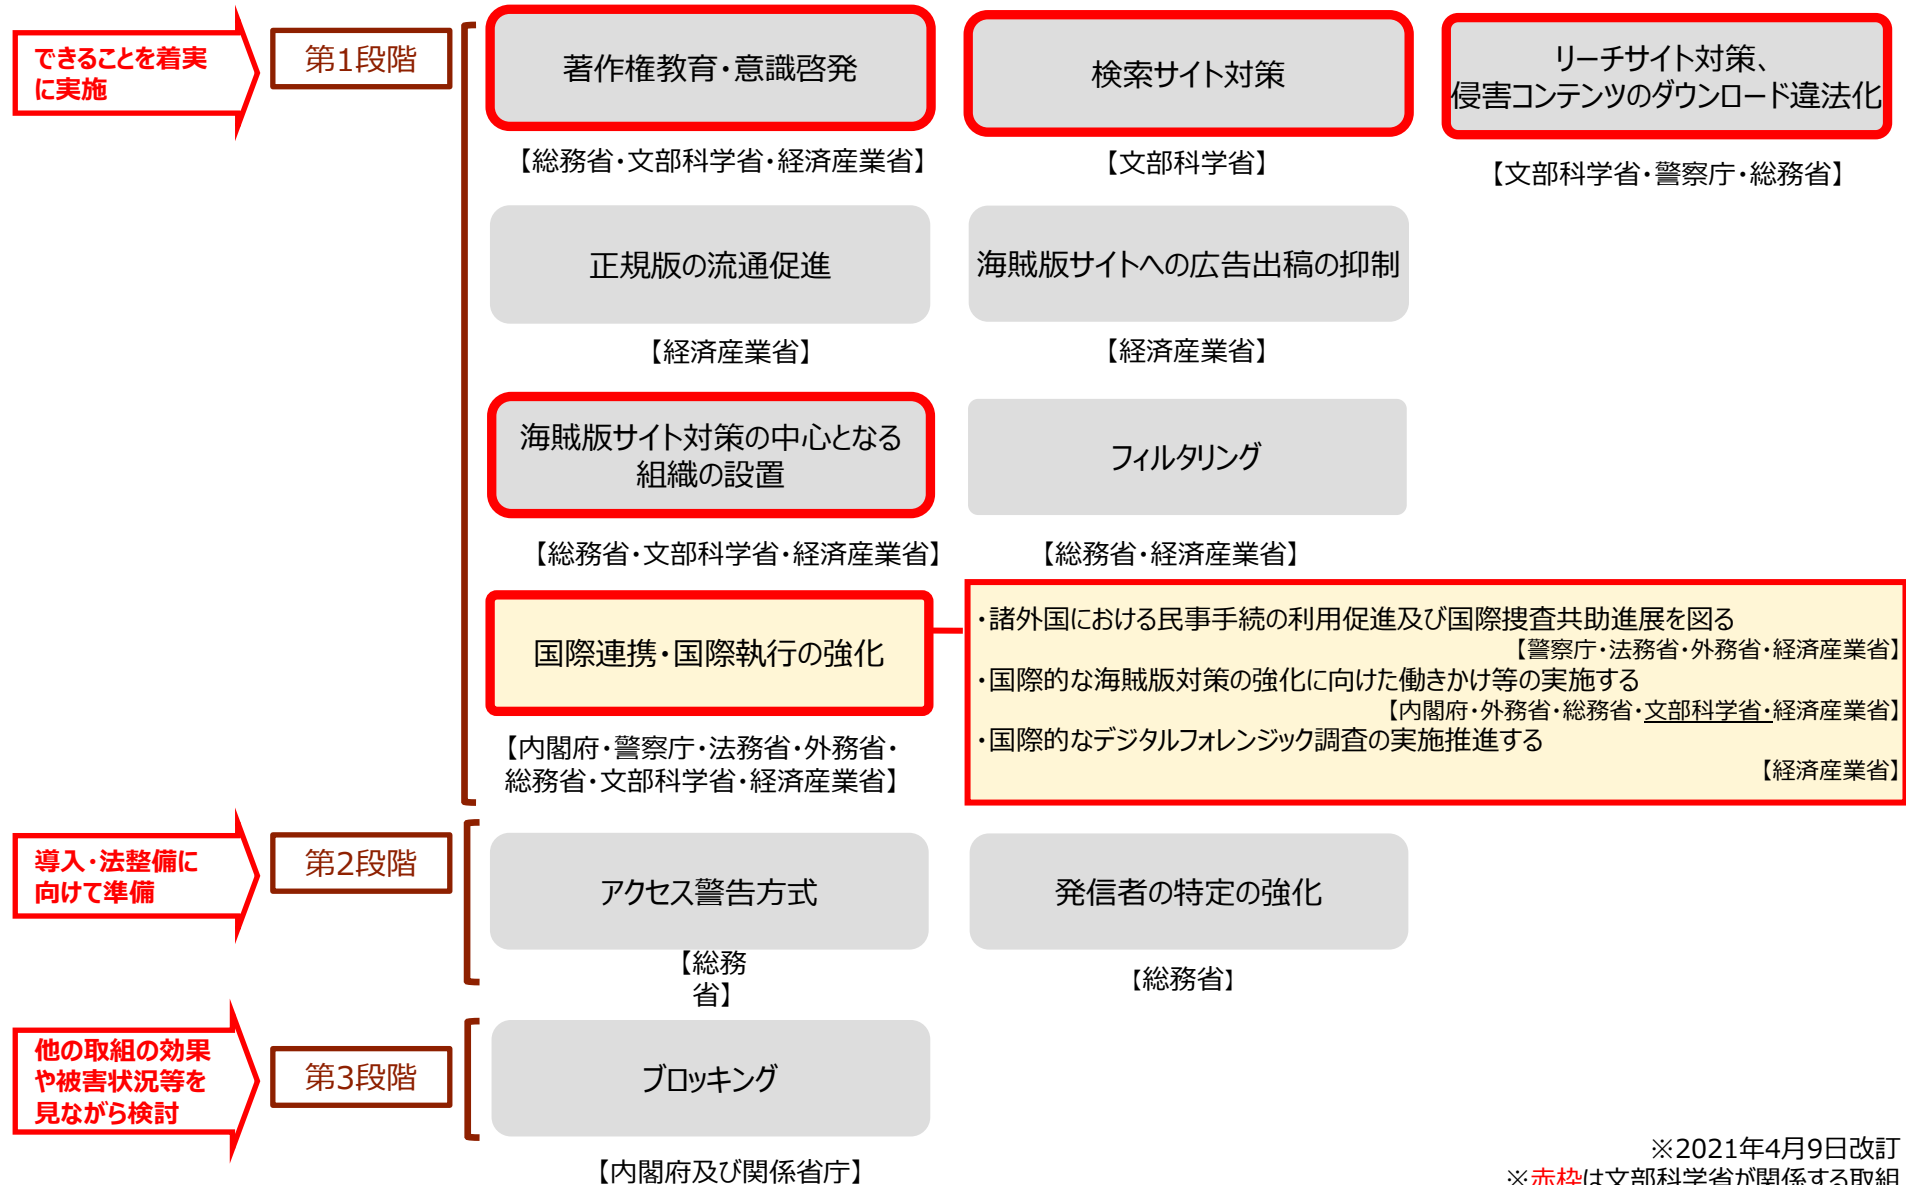 できることを着実
に実施
第1段階
著作権教育・意識啓発
検索サイト対策
リーチサイト対策、
侵害コンテンツのダウンロード違法化
【総務省・文部科学省・経済産業省】
【文部科学省】
【文部科学省・警察庁・総務省】
正規版の流通促進
海賊版サイトへの広告出稿の抑制
【経済産業省】
【経済産業省】
海賊版サイト対策の中心となる
組織の設置
フィルタリング
【総務省・文部科学省・経済産業省】
【総務省・経済産業省】
国際連携・国際執行の強化
・諸外国における民事手続の利用促進及び国際捜査共助進展を図る
【警察庁・法務省・外務省・経済産業省】
・国際的な海賊版対策の強化に向けた働きかけ等の実施する
【内閣府・外務省・総務省・文部科学省・経済産業省】
・国際的なデジタルフォレンジック調査の実施推進する
【経済産業省】
【内閣府・警察庁・法務省・外務省・
総務省・文部科学省・経済産業省】
導入・法整備に
向けて準備
第2段階
アクセス警告方式
発信者の特定の強化
【総務
省】
【総務省】
他の取組の効果
や被害状況等を
見ながら検討
第3段階
ブロッキング
【内閣府及び関係省庁】
※2021年4月9日改訂
※赤枠は文部科学省が関係する取組